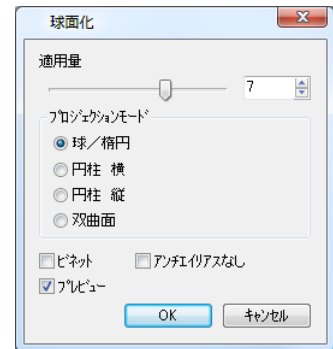 球面化
適用量
7
ﾌﾟﾛｼﾞｪｸｼｮﾝﾓｰﾄﾞ
球／楕円
円柱 横
円柱 縦
双曲面
ﾋﾞﾈｯﾄ ｱﾝﾁｴｲﾘｱｽなし
ﾌﾟﾚﾋﾞｭｰ
OK ｷｬﾝｾﾙ